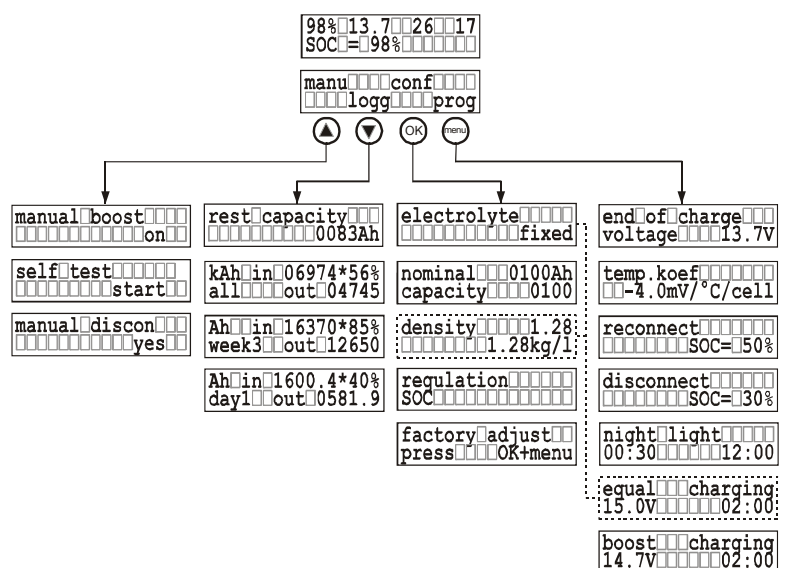 98% 13.7 26 17
SOC = 98%
manu conf
logg prog
OK
menu
manual boost
on
self test
start
manual discon
yes
rest capacity
0083Ah
kAh in 06974*56%
all out 04745
Ah in 16370*85%
week3 out 12650
Ah in 1600.4*40%
day1 out 0581.9
electrolyte
fixed
nominal 0100Ah
capacity 0100
density 1.28
1.28kg/l
regulation
SOC
factory adjust
press OK+menu
end of charge
voltage 13.7V
temp.koef
-4.0mV/°C/cell
reconnect
SOC= 50%
disconnect
SOC= 30%
night light
00:30 12:00
equal charging
15.0V 02:00
boost charging
14.7V 02:00